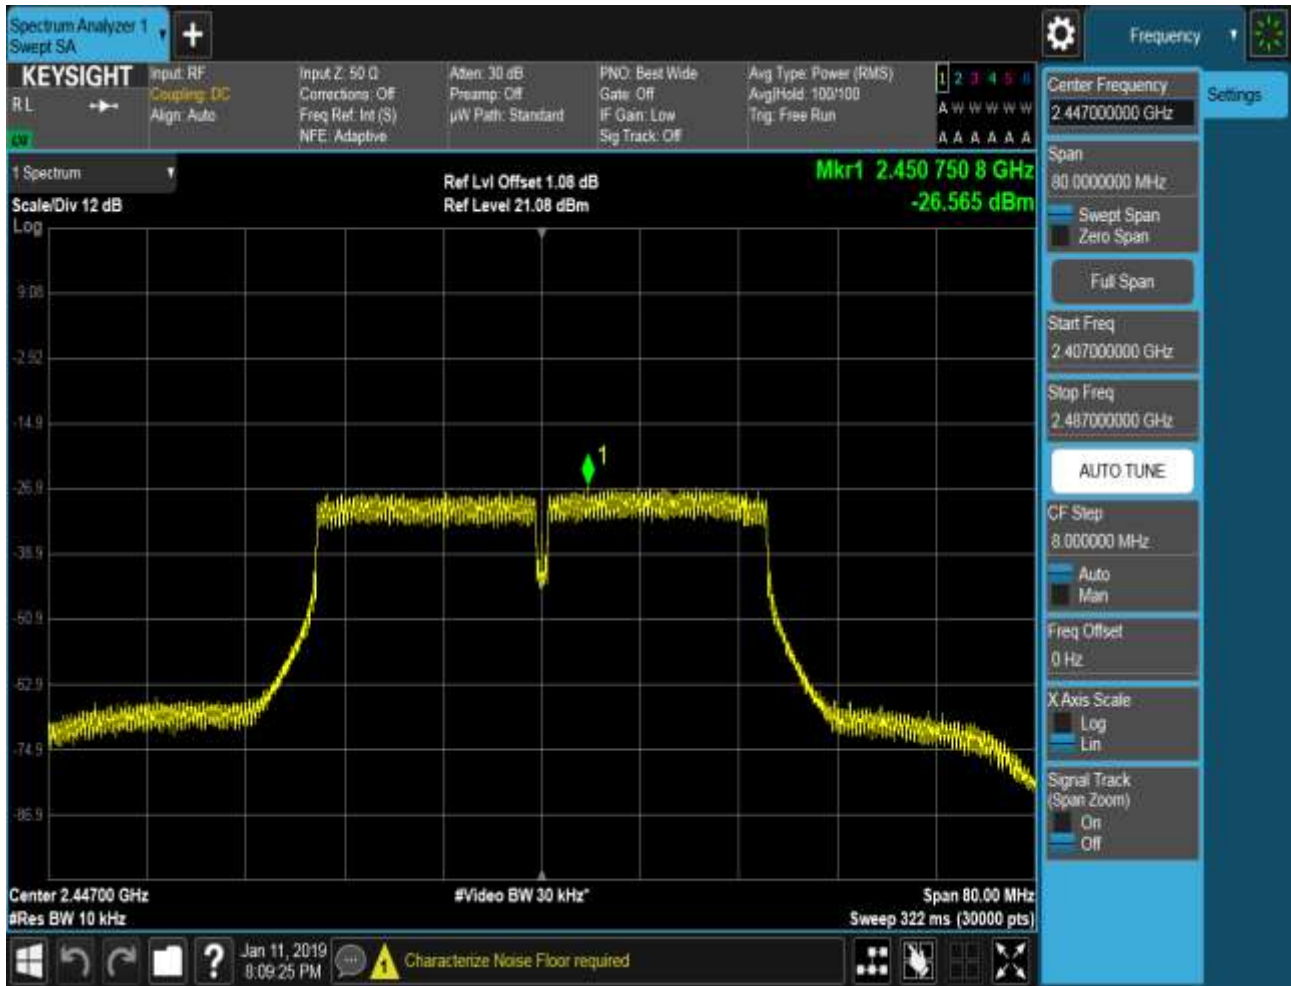 Spectrum Analyzer 1
Swept SA
+
Frequency
KEYSIGHT
RL
Input: RF
Coupling: DC
Align: Auto
Input Z: 50 Ω
Corrections: Off
Freq Ref: Int (S)
NFE: Adaptive
Atten: 30 dB
Preamp: Off
µW Path: Standard
PNO: Best Wide
Gate: Off
IF Gain: Low
Sig Track: Off
Avg Type: Power (RMS)
Avg|Hold: 100/100
Trig: Free Run
1 2 3 4 5 6
A W W W W W
A A A A A A
1 Spectrum
Scale/Div 12 dB
Log
Ref Lvl Offset 1.08 dB
Ref Level 21.08 dBm
Mkr1 2.450 750 8 GHz
-26.565 dBm
9.08
-2.92
-14.9
-26.9
-38.9
-50.9
-62.9
-74.9
-86.9
1
Center 2.44700 GHz
#Res BW 10 kHz
#Video BW 30 kHz*
Span 80.00 MHz
Sweep 322 ms (30000 pts)
Center Frequency
2.447000000 GHz
Settings
Span
80.0000000 MHz
Swept Span
Zero Span
Full Span
Start Freq
2.407000000 GHz
Stop Freq
2.487000000 GHz
AUTO TUNE
CF Step
8.000000 MHz
Auto
Man
Freq Offset
0 Hz
X Axis Scale
Log
Lin
Signal Track
(Span Zoom)
On
Off
?
Jan 11, 2019
8:09:25 PM
1
Characterize Noise Floor required